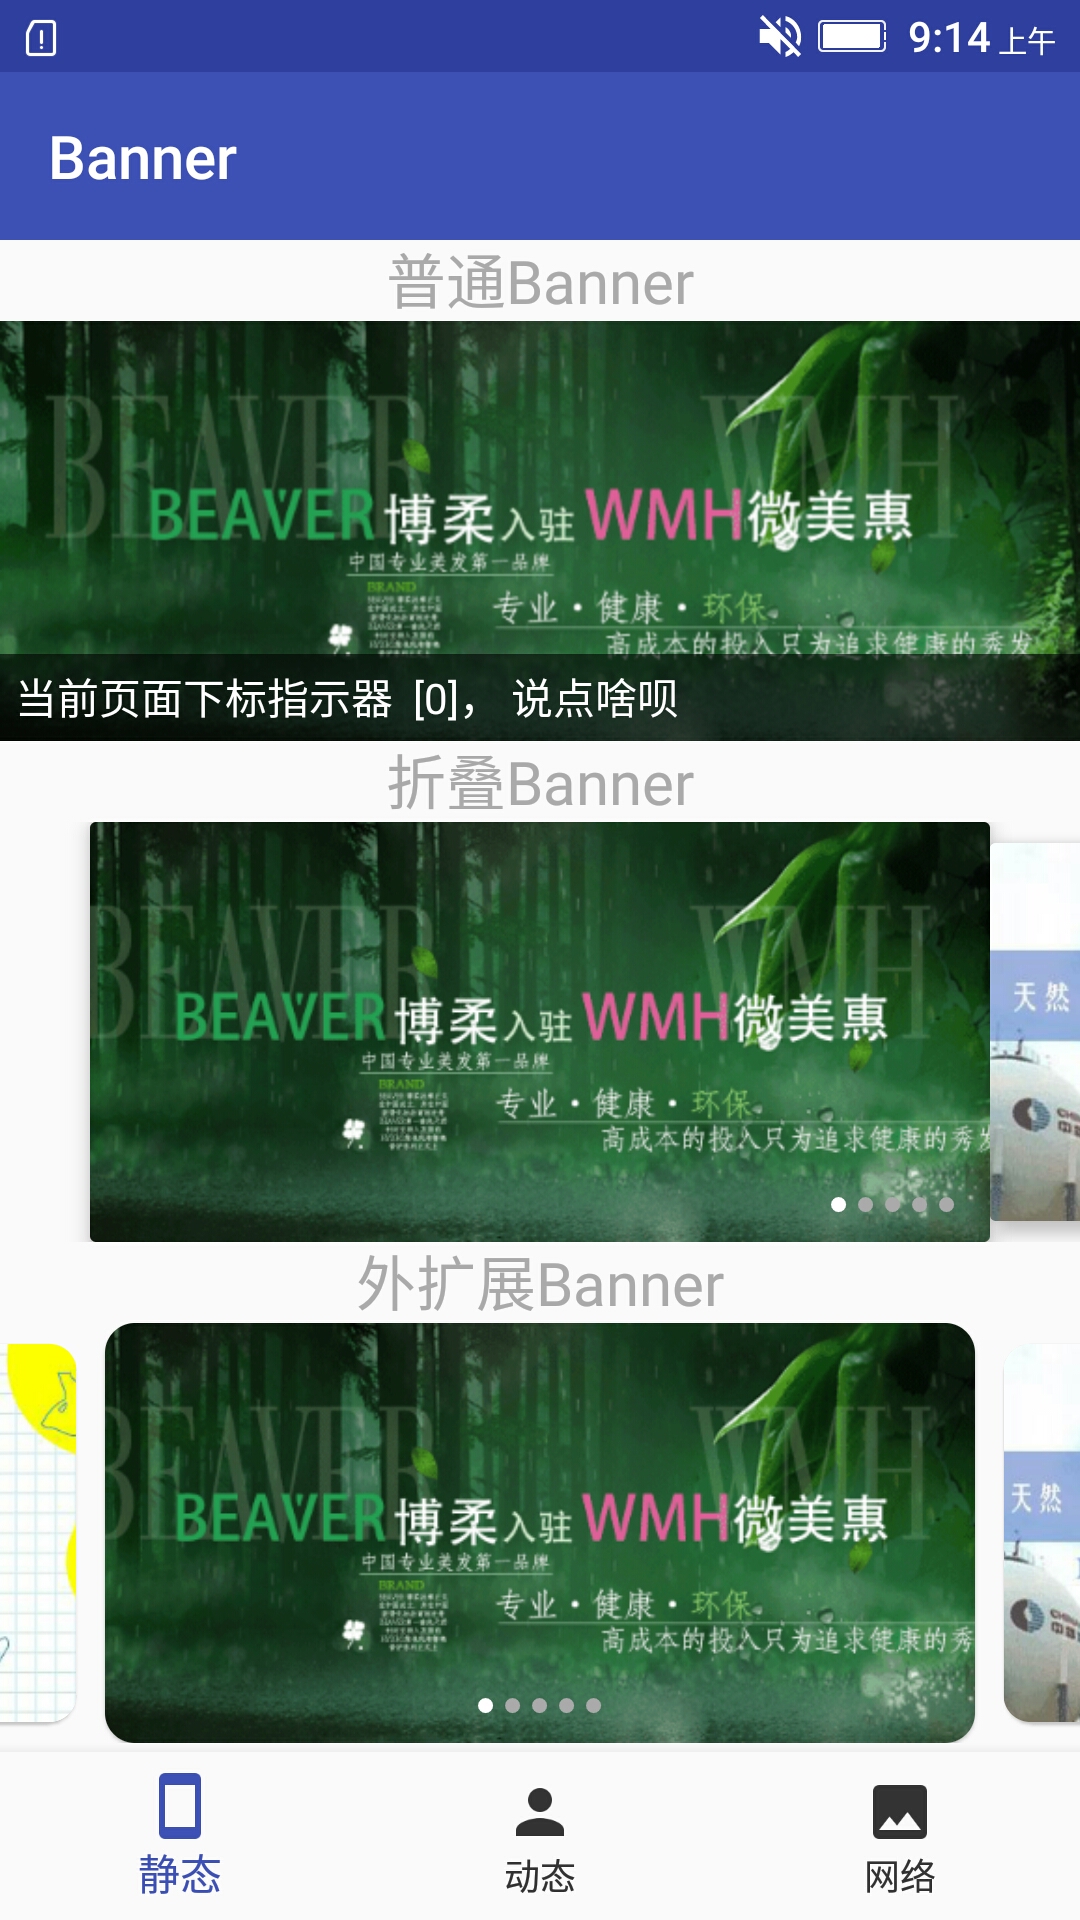 9:14 上午
Banner
普通Banner
BEAVER WMH
BEAVER博柔入驻 WMH微美惠
中国专业美发第一品牌
BRAND
专业·健康·环保
高成本的投入只为追求健康的秀发
当前页面下标指示器 [0]， 说点啥呗
折叠Banner
BEAVER WMH
BEAVER博柔入驻 WMH微美惠
天然
中国专业美发第一品牌
BRAND
专业·健康·环保
高成本的投入只为追求健康的秀发
外扩展Banner
BEAVER WMH
BEAVER博柔入驻 WMH微美惠
天然
中国专业美发第一品牌
BRAND
专业·健康·环保
高成本的投入只为追求健康的秀
静态 动态 网络